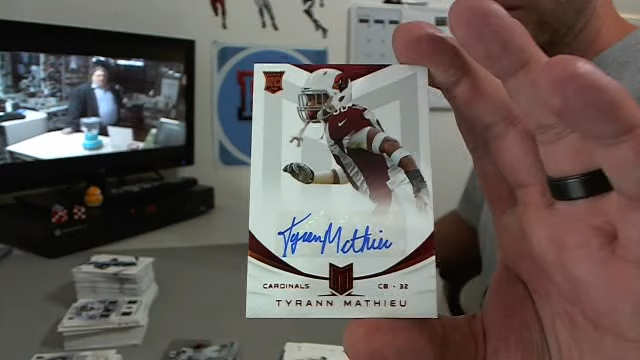 RC
Tyrann Mathieu
M
CARDINALS CB - 32
TYRANN MATHIEU